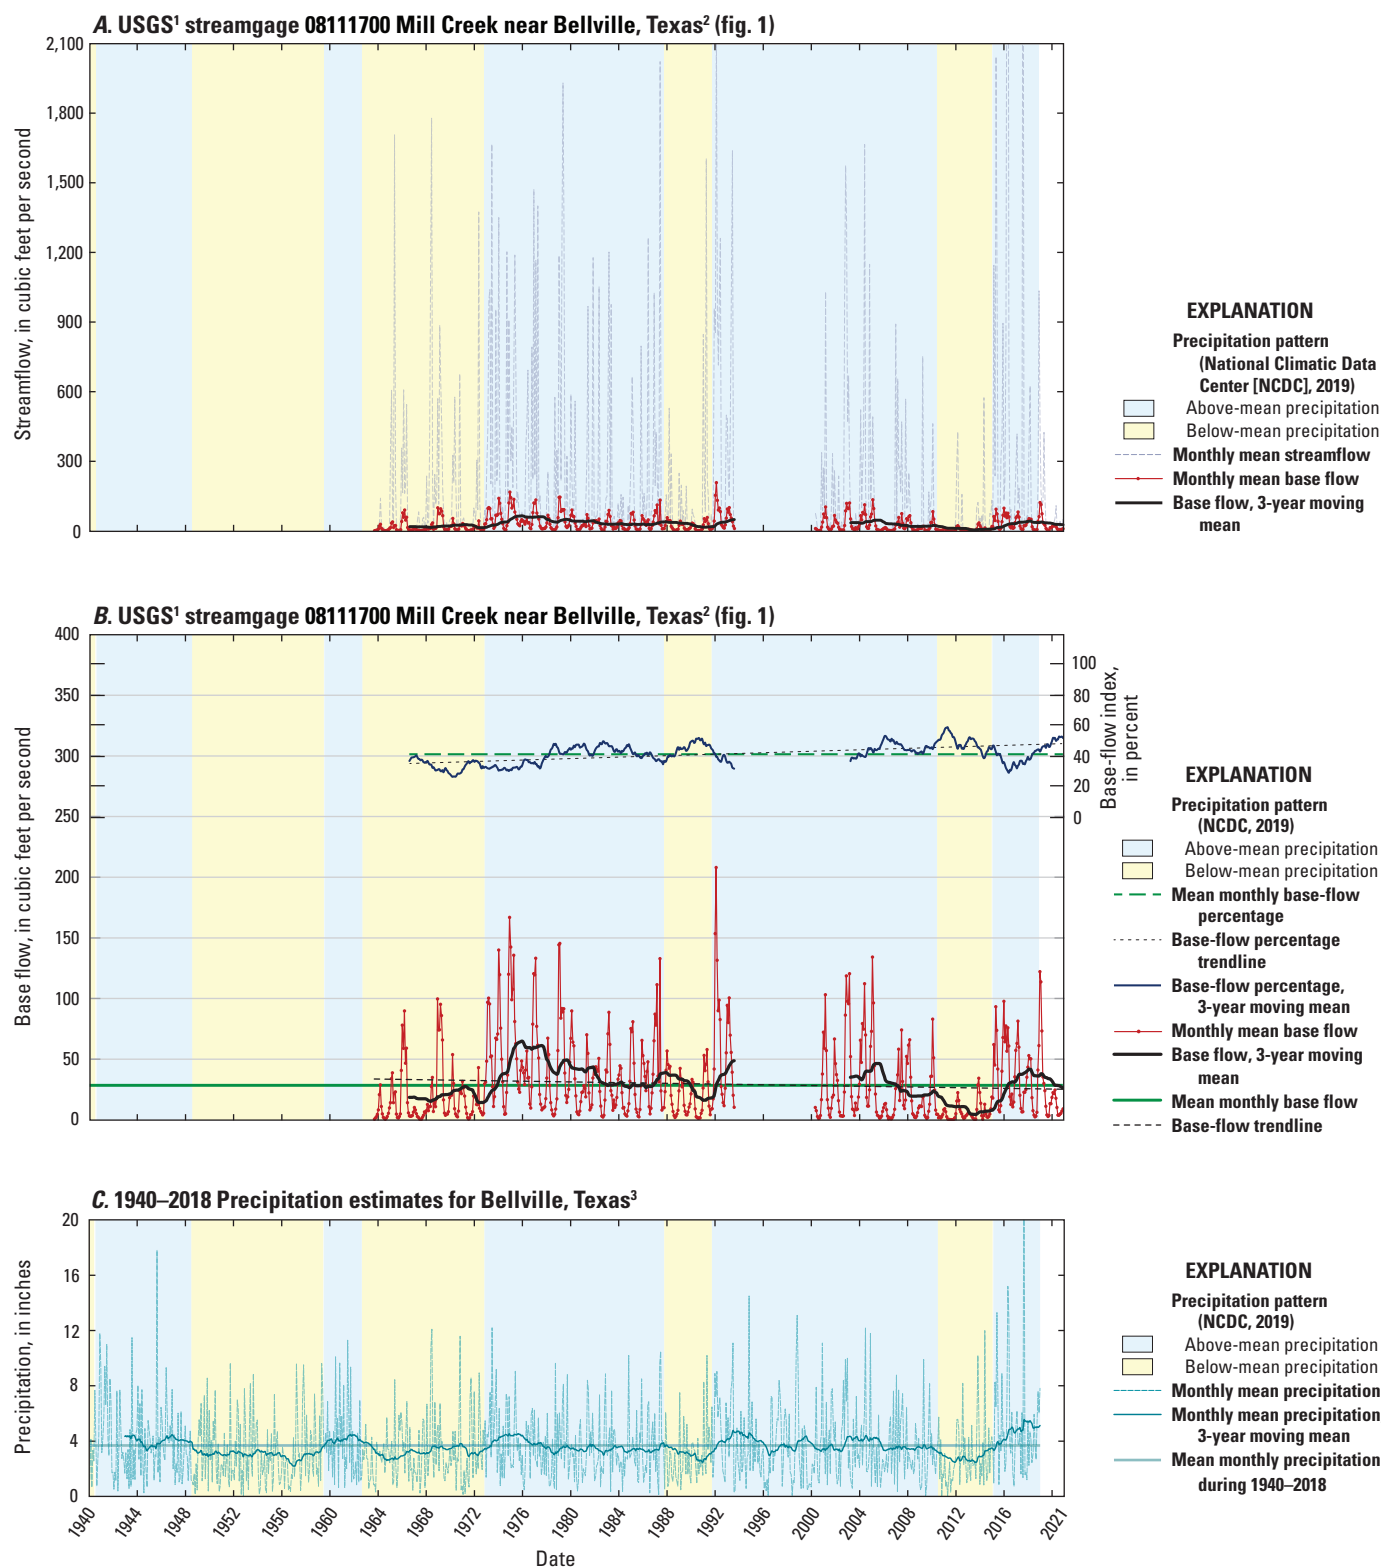 A. USGS¹ streamgage 08111700 Mill Creek near Bellville, Texas² (fig. 1)
Streamflow, in cubic feet per second
2,100
1,800
1,500
1,200
900
600
300
0
EXPLANATION
Precipitation pattern
(National Climatic Data
Center [NCDC], 2019)
Above-mean precipitation
Below-mean precipitation
Monthly mean streamflow
Monthly mean base flow
Base flow, 3-year moving
mean
B. USGS¹ streamgage 08111700 Mill Creek near Bellville, Texas² (fig. 1)
Base flow, in cubic feet per second
400
350
300
250
200
150
100
50
0
100
80
60
40
20
0
Base-flow index,
in percent
EXPLANATION
Precipitation pattern
(NCDC, 2019)
Above-mean precipitation
Below-mean precipitation
Mean monthly base-flow
percentage
Base-flow percentage
trendline
Base-flow percentage,
3-year moving mean
Monthly mean base flow
Base flow, 3-year moving
mean
Mean monthly base flow
Base-flow trendline
C. 1940–2018 Precipitation estimates for Bellville, Texas³
Precipitation, in inches
20
16
12
8
4
0
1940 1944 1948 1952 1956 1960 1964 1968 1972 1976 1980 1984 1988 1992 1996 2000 2004 2008 2012 2016 2021
Date
EXPLANATION
Precipitation pattern
(NCDC, 2019)
Above-mean precipitation
Below-mean precipitation
Monthly mean precipitation
Monthly mean precipitation
3-year moving mean
Mean monthly precipitation
during 1940–2018